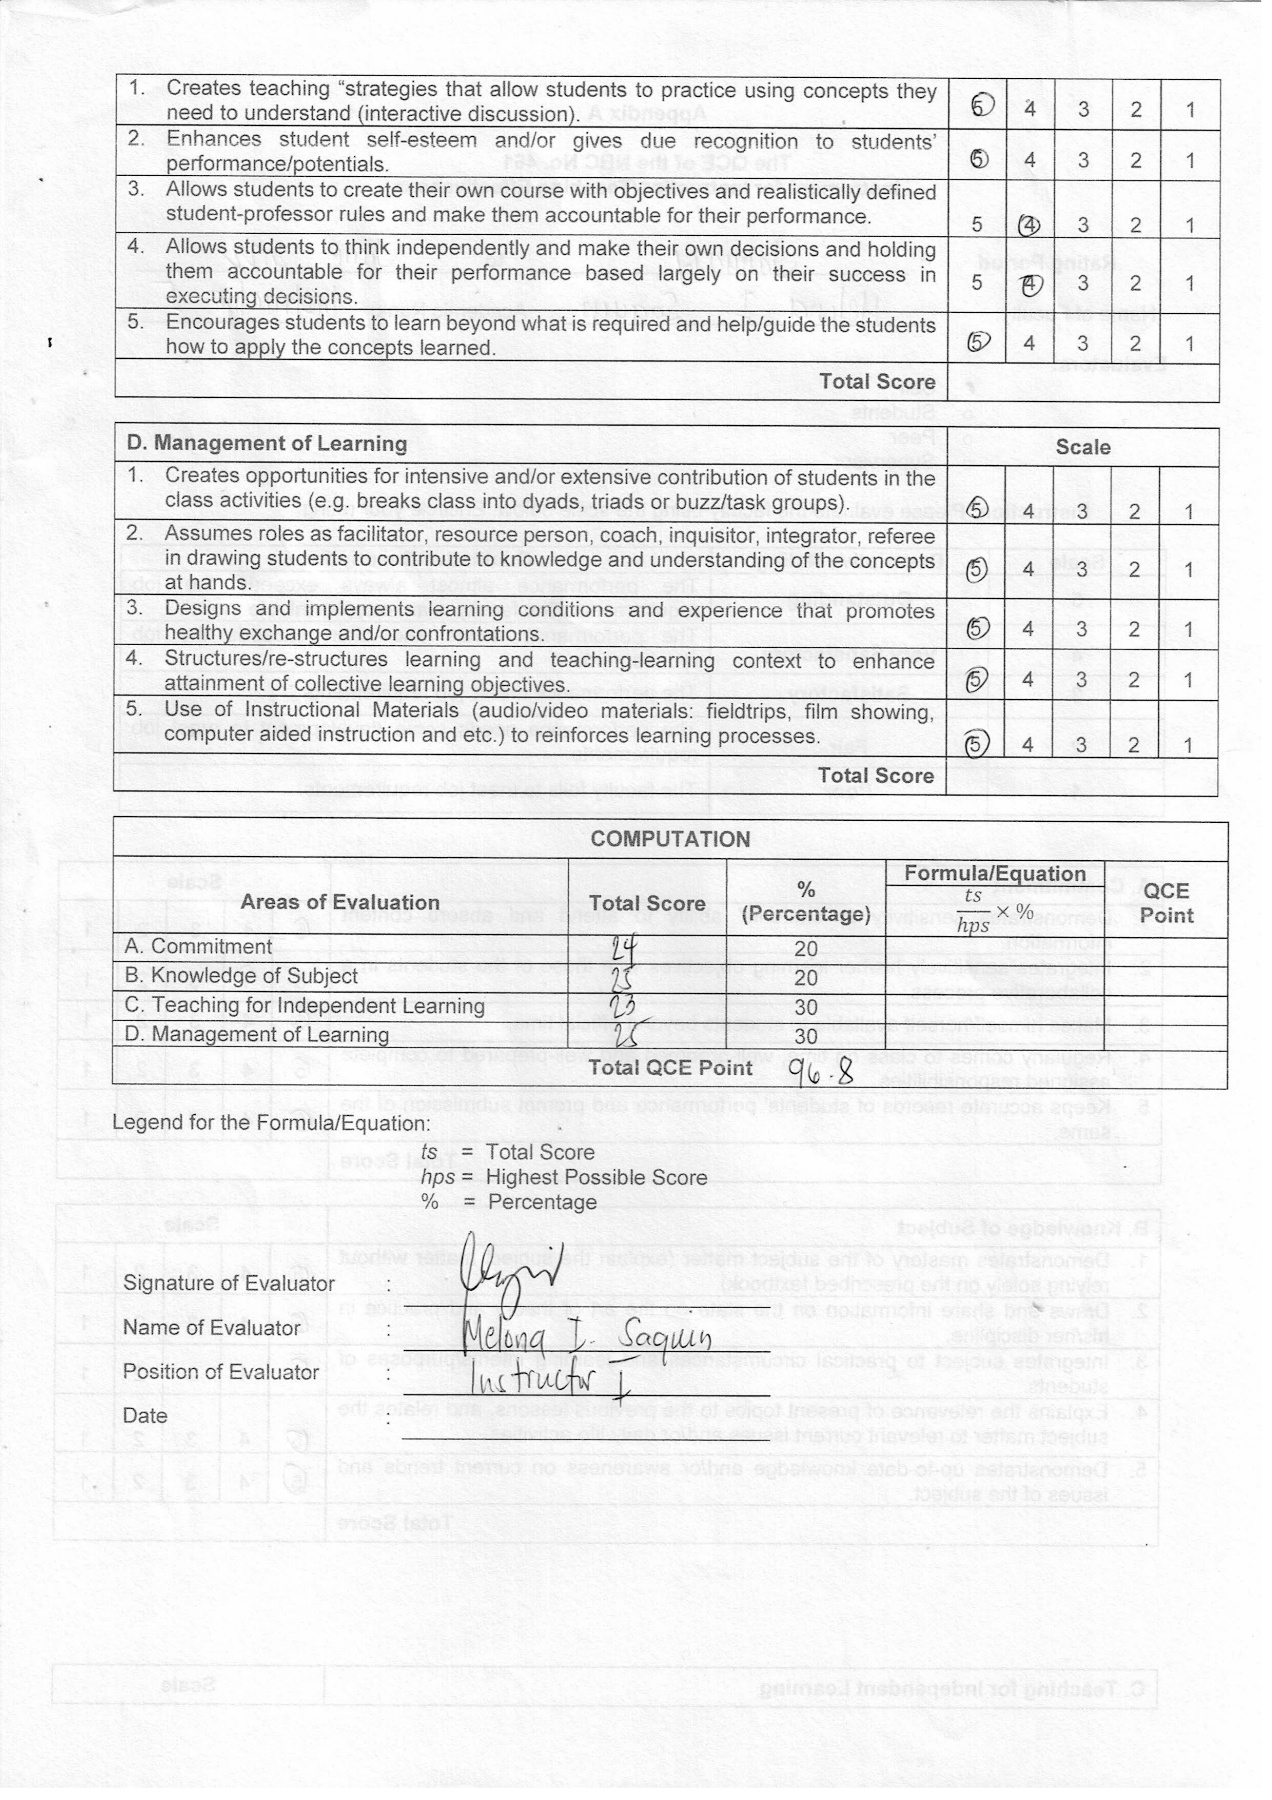 1. Creates teaching “strategies that allow students to practice using concepts they
need to understand (interactive discussion). 5 4 3 2 1
2. Enhances student self-esteem and/or gives due recognition to students’
performance/potentials. 5 4 3 2 1
3. Allows students to create their own course with objectives and realistically defined
student-professor rules and make them accountable for their performance. 5 4 3 2 1
4. Allows students to think independently and make their own decisions and holding
them accountable for their performance based largely on their success in 5 4 3 2 1
executing decisions.
5. Encourages students to learn beyond what is required and help/guide the students
how to apply the concepts learned. 5 4 3 2 1
Total Score
D. Management of Learning Scale
1. Creates opportunities for intensive and/or extensive contribution of students in the
class activities (e.g. breaks class into dyads, triads or buzz/task groups). 5 4 3 2 1
2. Assumes roles as facilitator, resource person, coach, inquisitor, integrator, referee
in drawing students to contribute to knowledge and understanding of the concepts 5 4 3 2 1
at hands.
3. Designs and implements learning conditions and experience that promotes
healthy exchange and/or confrontations. 5 4 3 2 1
4. Structures/re-structures learning and teaching-learning context to enhance
attainment of collective learning objectives. 5 4 3 2 1
5. Use of Instructional Materials (audio/video materials: fieldtrips, film showing,
computer aided instruction and etc.) to reinforces learning processes. 5 4 3 2 1
Total Score
COMPUTATION
Areas of Evaluation Total Score % (Percentage) Formula/Equation ts/hps × % QCE Point
A. Commitment 24 20
B. Knowledge of Subject 25 20
C. Teaching for Independent Learning 23 30
D. Management of Learning 25 30
Total QCE Point 96.8
Legend for the Formula/Equation:
ts = Total Score
hps = Highest Possible Score
% = Percentage
Signature of Evaluator :
Name of Evaluator : Melona I. Saquin
Position of Evaluator : Instructor I
Date :